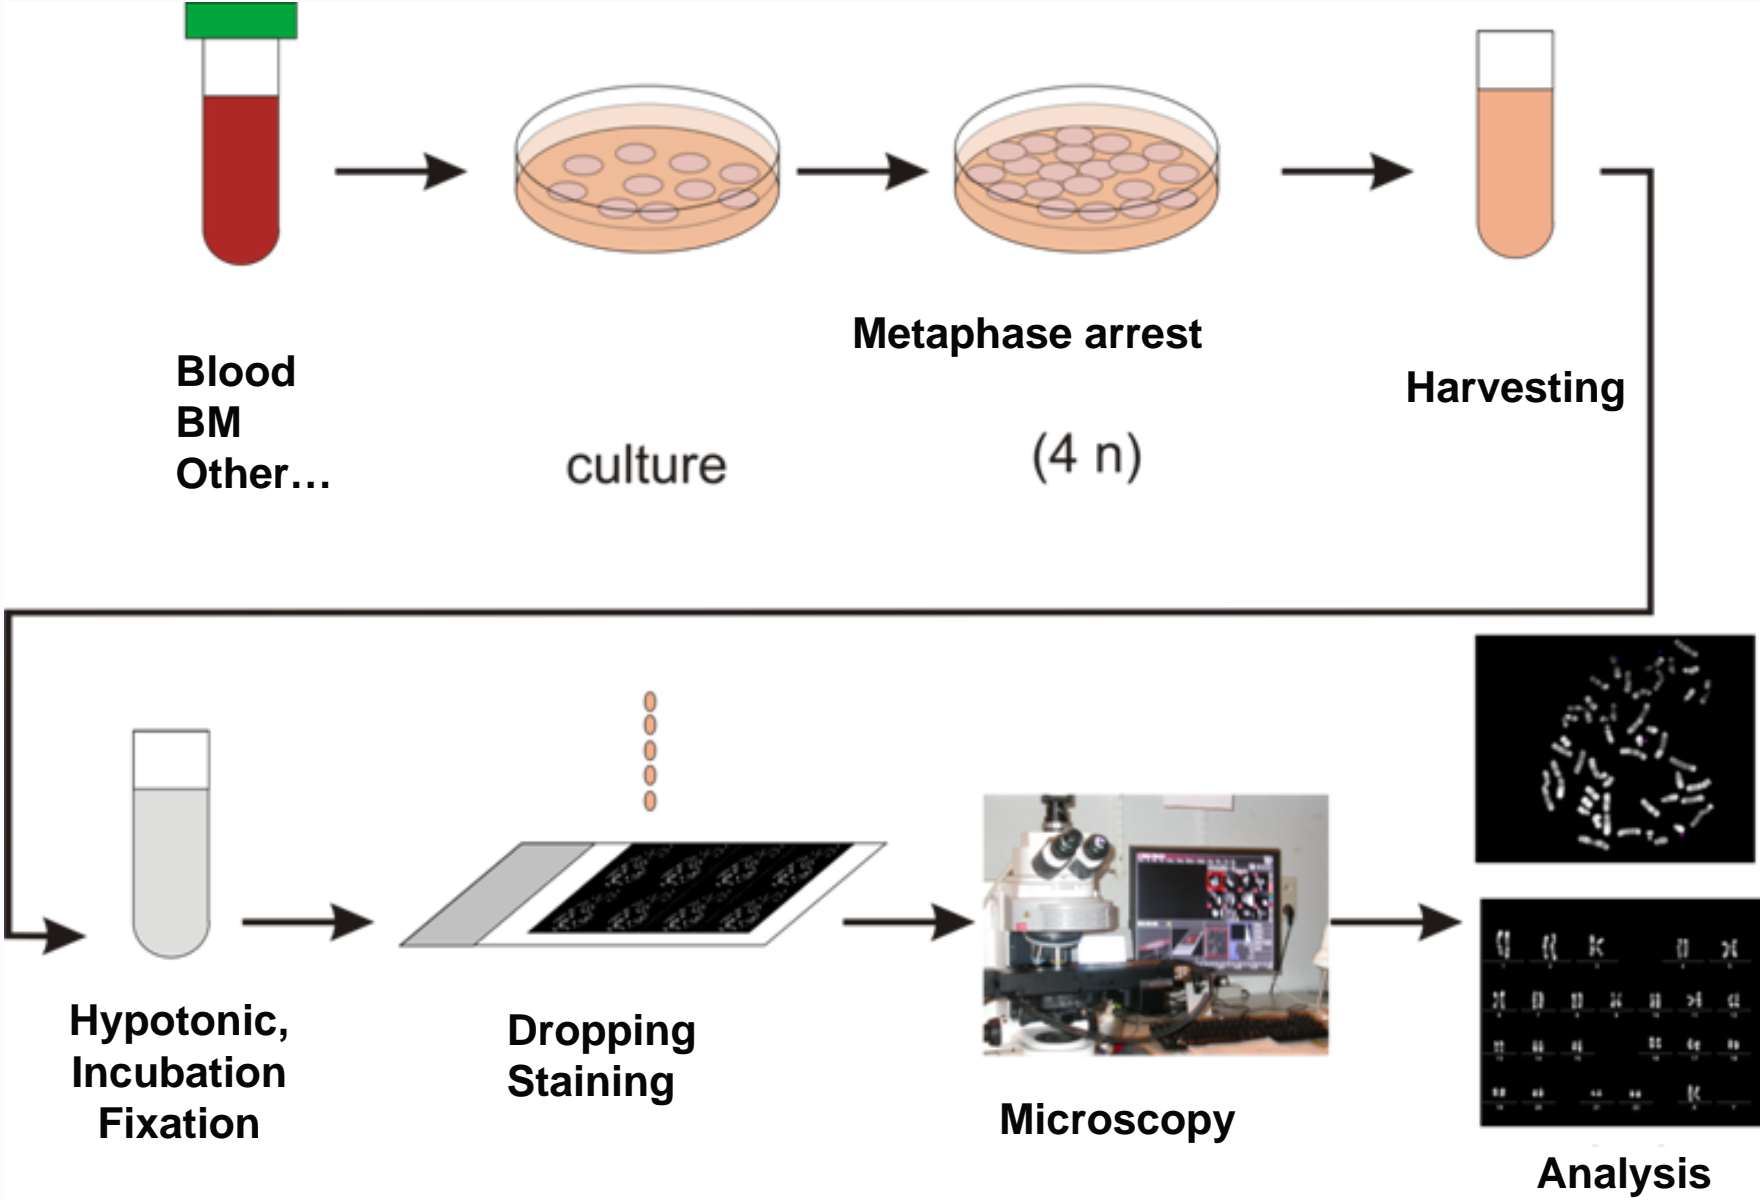 Blood
BM
Other…
culture
Metaphase arrest
(4 n)
Harvesting
Hypotonic,
Incubation
Fixation
Dropping
Staining
Microscopy
Analysis